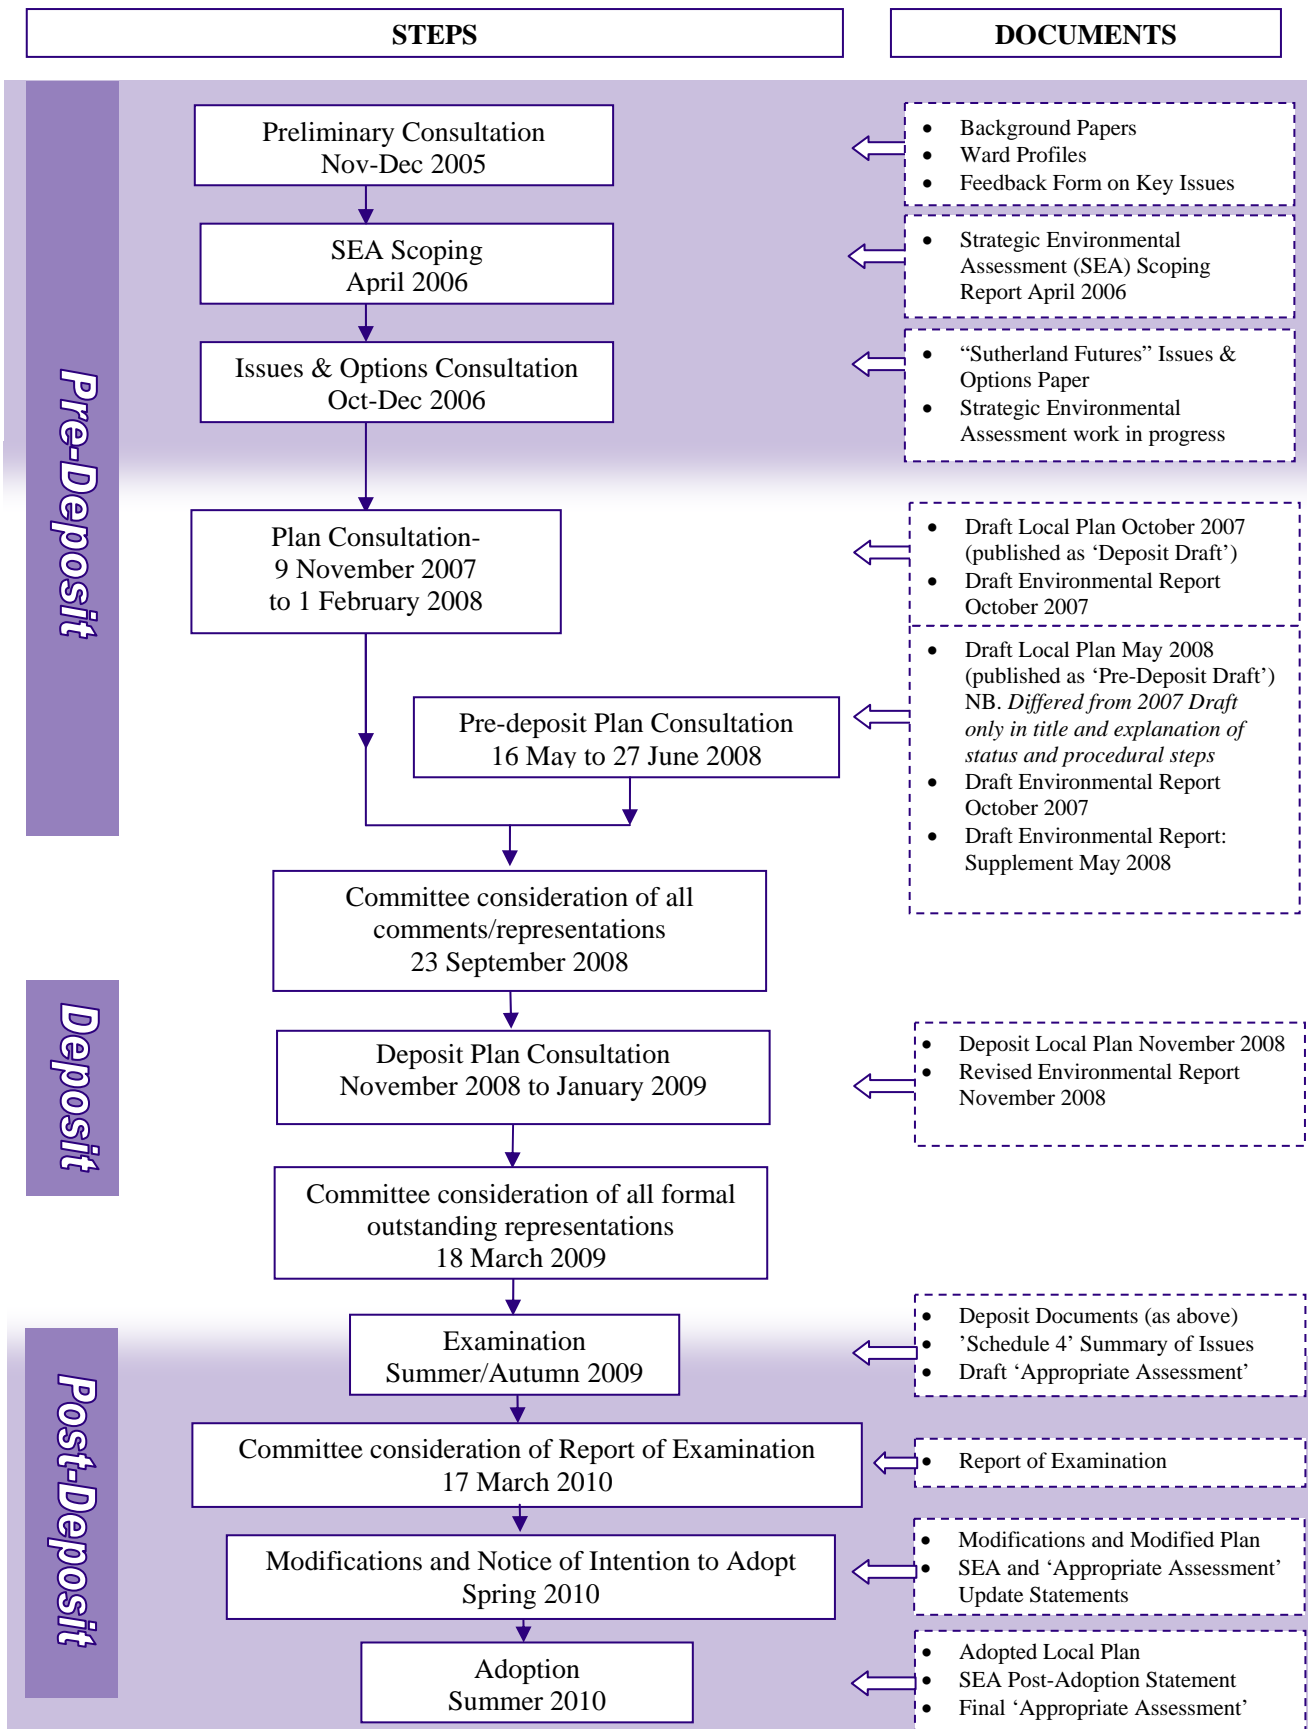 STEPS
DOCUMENTS
Pre-Deposit
Preliminary Consultation
Nov-Dec 2005
• Background Papers
• Ward Profiles
• Feedback Form on Key Issues
SEA Scoping
April 2006
• Strategic Environmental
Assessment (SEA) Scoping
Report April 2006
Issues & Options Consultation
Oct-Dec 2006
• “Sutherland Futures” Issues &
Options Paper
• Strategic Environmental
Assessment work in progress
Plan Consultation-
9 November 2007
to 1 February 2008
• Draft Local Plan October 2007
(published as ‘Deposit Draft’)
• Draft Environmental Report
October 2007
Pre-deposit Plan Consultation
16 May to 27 June 2008
• Draft Local Plan May 2008
(published as ‘Pre-Deposit Draft’)
NB. Differed from 2007 Draft
only in title and explanation of
status and procedural steps
• Draft Environmental Report
October 2007
• Draft Environmental Report:
Supplement May 2008
Committee consideration of all
comments/representations
23 September 2008
Deposit
Deposit Plan Consultation
November 2008 to January 2009
• Deposit Local Plan November 2008
• Revised Environmental Report
November 2008
Committee consideration of all formal
outstanding representations
18 March 2009
Post-Deposit
Examination
Summer/Autumn 2009
• Deposit Documents (as above)
• ’Schedule 4’ Summary of Issues
• Draft ‘Appropriate Assessment’
Committee consideration of Report of Examination
17 March 2010
• Report of Examination
Modifications and Notice of Intention to Adopt
Spring 2010
• Modifications and Modified Plan
• SEA and ‘Appropriate Assessment’
Update Statements
Adoption
Summer 2010
• Adopted Local Plan
• SEA Post-Adoption Statement
• Final ‘Appropriate Assessment’